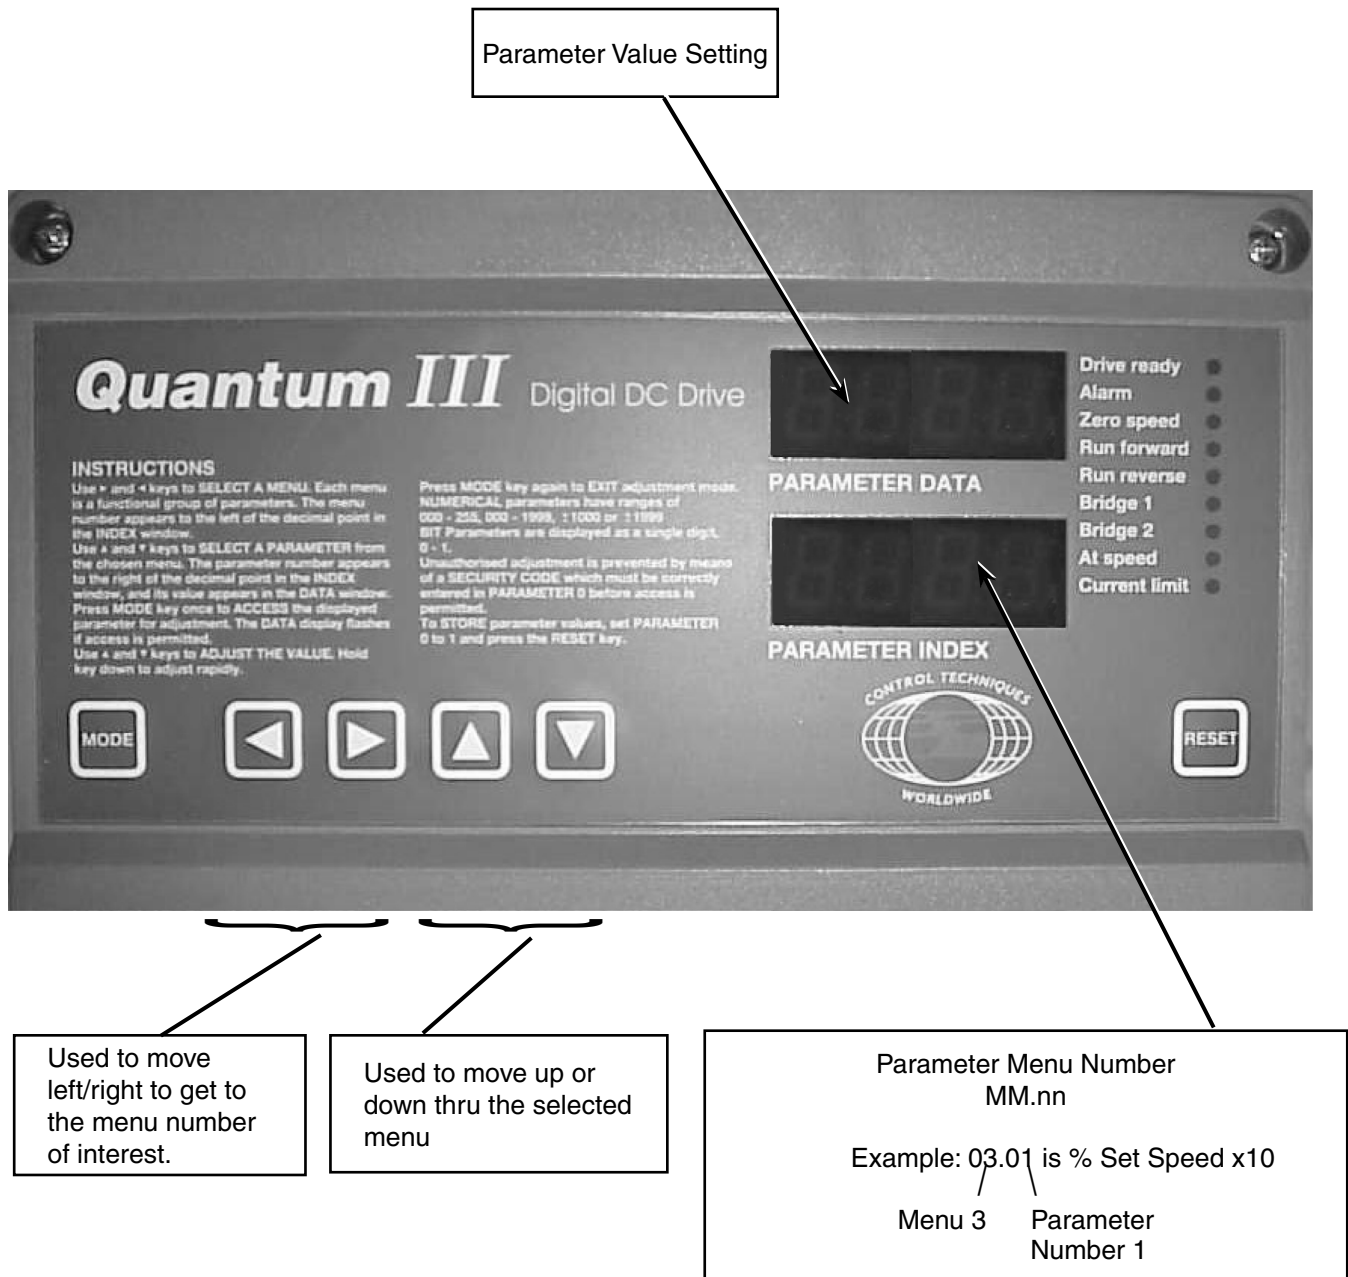 Parameter Value Setting
Quantum III Digital DC Drive
INSTRUCTIONS
Use ► and ◄ keys to SELECT A MENU. Each menu
is a functional group of parameters. The menu
number appears to the left of the decimal point in
the INDEX window.
Use ▲ and ▼ keys to SELECT A PARAMETER from
the chosen menu. The parameter number appears
to the right of the decimal point in the INDEX
window, and its value appears in the DATA window.
Press MODE key once to ACCESS the displayed
parameter for adjustment. The DATA display flashes
if access is permitted.
Use ▲ and ▼ keys to ADJUST THE VALUE. Hold
key down to adjust rapidly.
Press MODE key again to EXIT adjustment mode.
NUMERICAL parameters have ranges of
000 - 255, 000 - 1999, ±1000 or ±1999
BIT Parameters are displayed as a single digit,
0 - 1.
Unauthorised adjustment is prevented by means
of a SECURITY CODE which must be correctly
entered in PARAMETER 0 before access is
permitted.
To STORE parameter values, set PARAMETER
0 to 1 and press the RESET key.
PARAMETER DATA
PARAMETER INDEX
Drive ready
Alarm
Zero speed
Run forward
Run reverse
Bridge 1
Bridge 2
At speed
Current limit
MODE
CONTROL TECHNIQUES
WORLDWIDE
RESET
Used to move
left/right to get to
the menu number
of interest.
Used to move up or
down thru the selected
menu
Parameter Menu Number
MM.nn
Example: 03.01 is % Set Speed x10
Menu 3
Parameter
Number 1